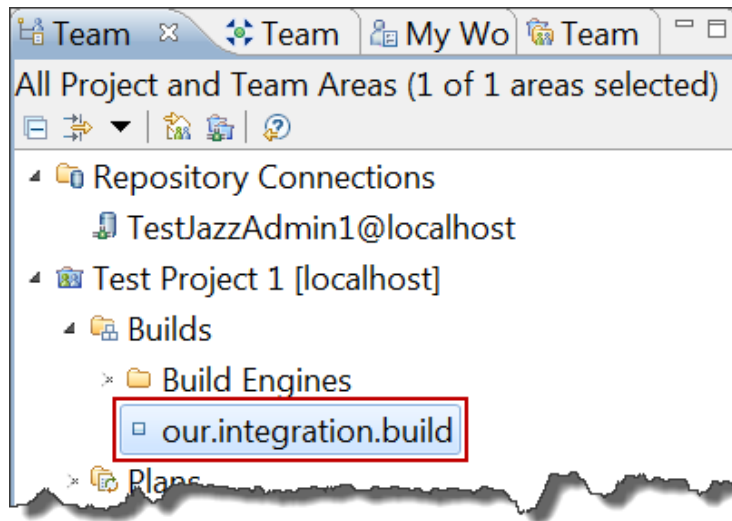 Team Team My Wo Team
All Project and Team Areas (1 of 1 areas selected)
Repository Connections
TestJazzAdmin1@localhost
Test Project 1 [localhost]
Builds
Build Engines
our.integration.build
Plans